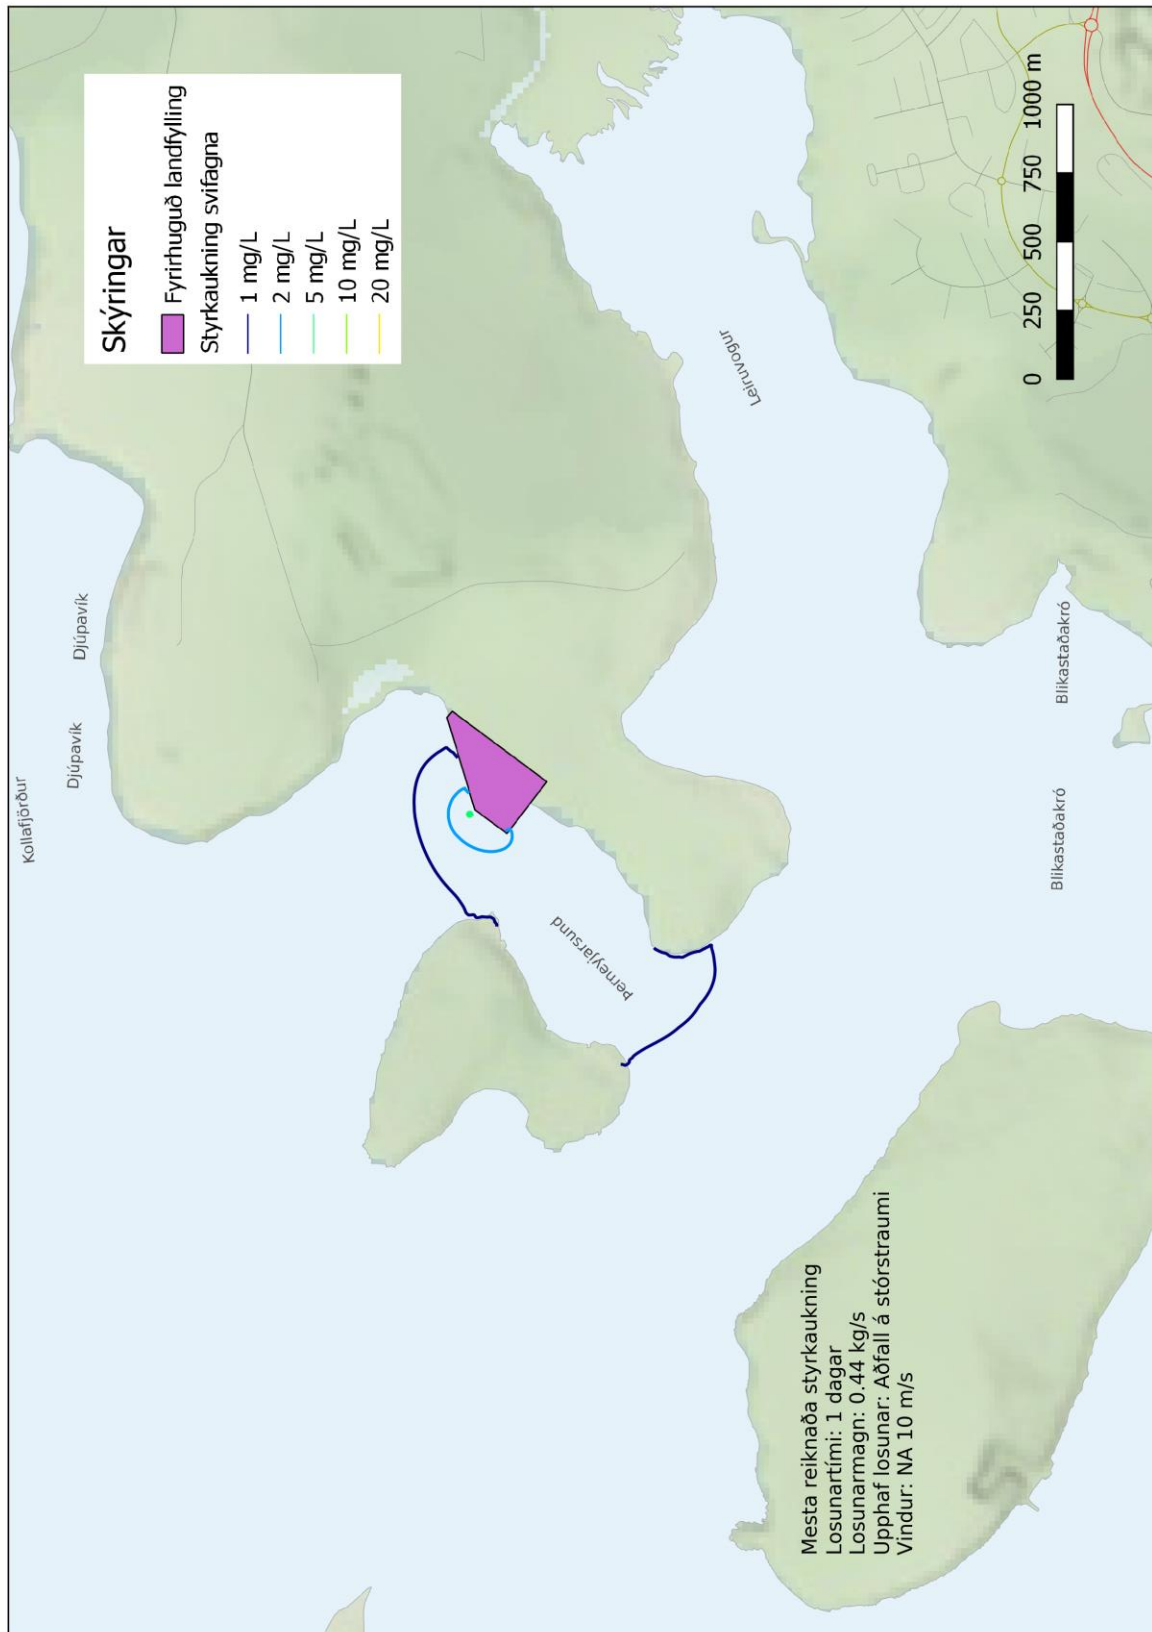 Skýringar
Fyrirhuguð landfylling
Styrkaukning svifagna
1 mg/L
2 mg/L
5 mg/L
10 mg/L
20 mg/L
Kollafjörður
Djúpavík
Djúpavík
Þerneyjarsund
Leiruvogur
Blikastaðakró
Blikastaðakró
0 250 500 750 1000 m
Mesta reiknaða styrkaukning
Losunartími: 1 dagar
Losunarmagn: 0.44 kg/s
Upphaf losunar: Aðfall á stórstraumi
Vindur: NA 10 m/s